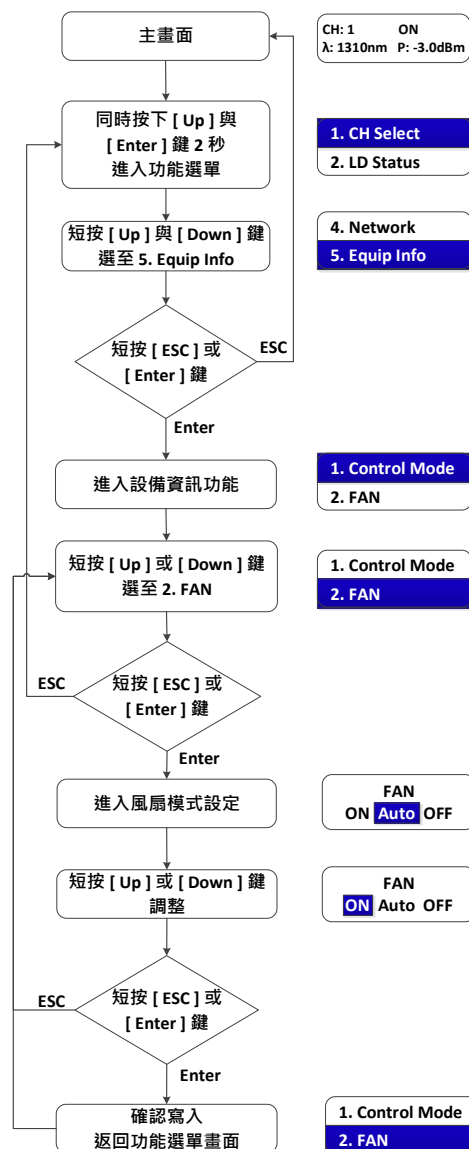 主畫面
CH: 1 ON
λ: 1310nm P: -3.0dBm
同時按下 [ Up ] 與
[ Enter ] 鍵 2 秒
進入功能選單
1. CH Select
2. LD Status
短按 [ Up ] 與 [ Down ] 鍵
選至 5. Equip Info
4. Network
5. Equip Info
短按 [ ESC ] 或
[ Enter ] 鍵
ESC
Enter
進入設備資訊功能
1. Control Mode
2. FAN
短按 [ Up ] 或 [ Down ] 鍵
選至 2. FAN
1. Control Mode
2. FAN
ESC
短按 [ ESC ] 或
[ Enter ] 鍵
Enter
進入風扇模式設定
FAN
ON Auto OFF
短按 [ Up ] 或 [ Down ] 鍵
調整
FAN
ON Auto OFF
ESC
短按 [ ESC ] 或
[ Enter ] 鍵
Enter
確認寫入
返回功能選單畫面
1. Control Mode
2. FAN